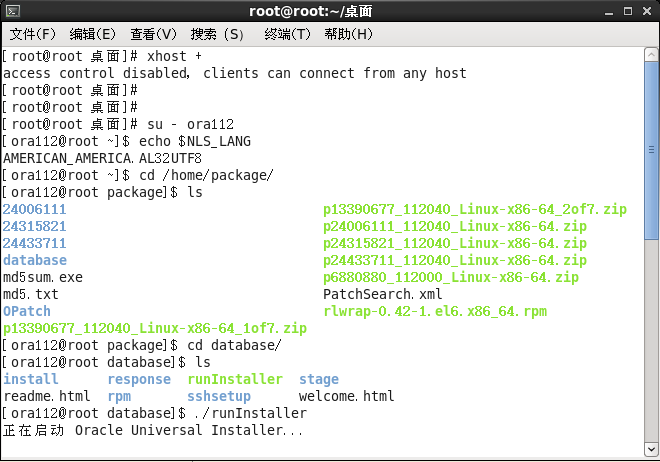 root@root:~/桌面
文件(F) 编辑(E) 查看(V) 搜索 (S) 终端(T) 帮助(H)
[root@root 桌面]# xhost +
access control disabled, clients can connect from any host
[root@root 桌面]#
[root@root 桌面]#
[root@root 桌面]# su - ora112
[ora112@root ~]$ echo $NLS_LANG
AMERICAN_AMERICA.AL32UTF8
[ora112@root ~]$ cd /home/package/
[ora112@root package]$ ls
24006111 p13390677_112040_Linux-x86-64_2of7.zip
24315821 p24006111_112040_Linux-x86-64.zip
24433711 p24315821_112040_Linux-x86-64.zip
database p24433711_112040_Linux-x86-64.zip
md5sum.exe p6880880_112000_Linux-x86-64.zip
md5.txt PatchSearch.xml
OPatch rlwrap-0.42-1.el6.x86_64.rpm
p13390677_112040_Linux-x86-64_1of7.zip
[ora112@root package]$ cd database/
[ora112@root database]$ ls
install response runInstaller stage
readme.html rpm sshsetup welcome.html
[ora112@root database]$ ./runInstaller
正在启动 Oracle Universal Installer...